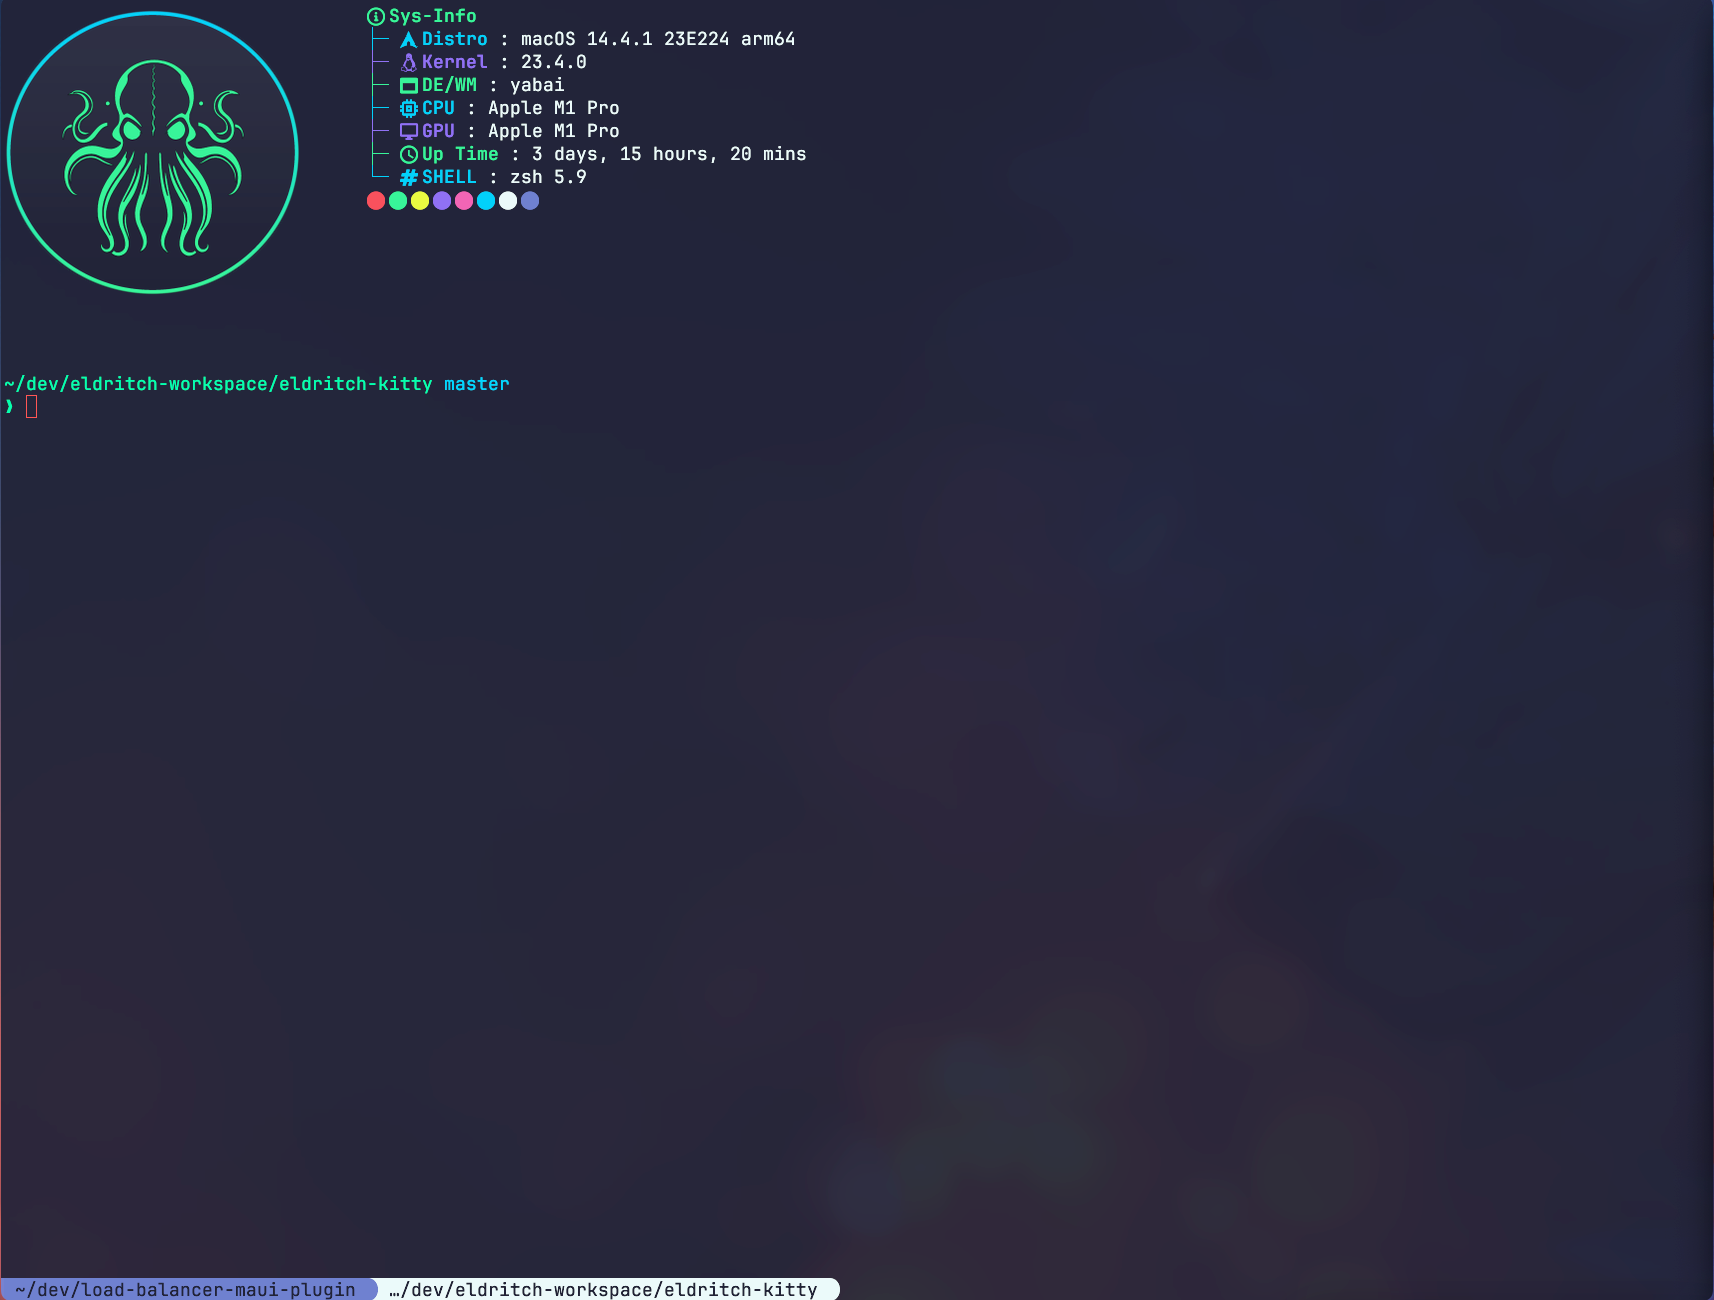 Sys-Info
Distro : macOS 14.4.1 23E224 arm64
Kernel : 23.4.0
DE/WM : yabai
CPU : Apple M1 Pro
GPU : Apple M1 Pro
Up Time : 3 days, 15 hours, 20 mins
SHELL : zsh 5.9
~/dev/eldritch-workspace/eldritch-kitty master
❯
~/dev/load-balancer-maui-plugin …/dev/eldritch-workspace/eldritch-kitty